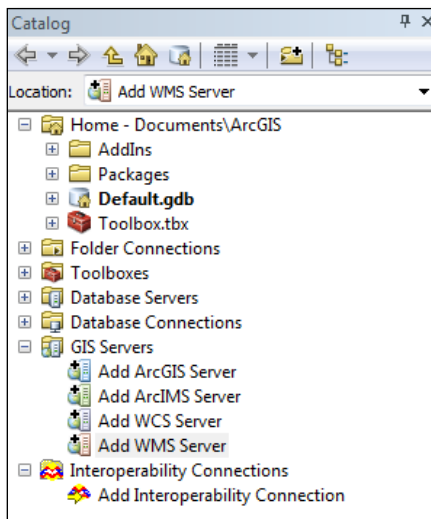 Catalog
Location: Add WMS Server
Home - Documents\ArcGIS
AddIns
Packages
Default.gdb
Toolbox.tbx
Folder Connections
Toolboxes
Database Servers
Database Connections
GIS Servers
Add ArcGIS Server
Add ArcIMS Server
Add WCS Server
Add WMS Server
Interoperability Connections
Add Interoperability Connection